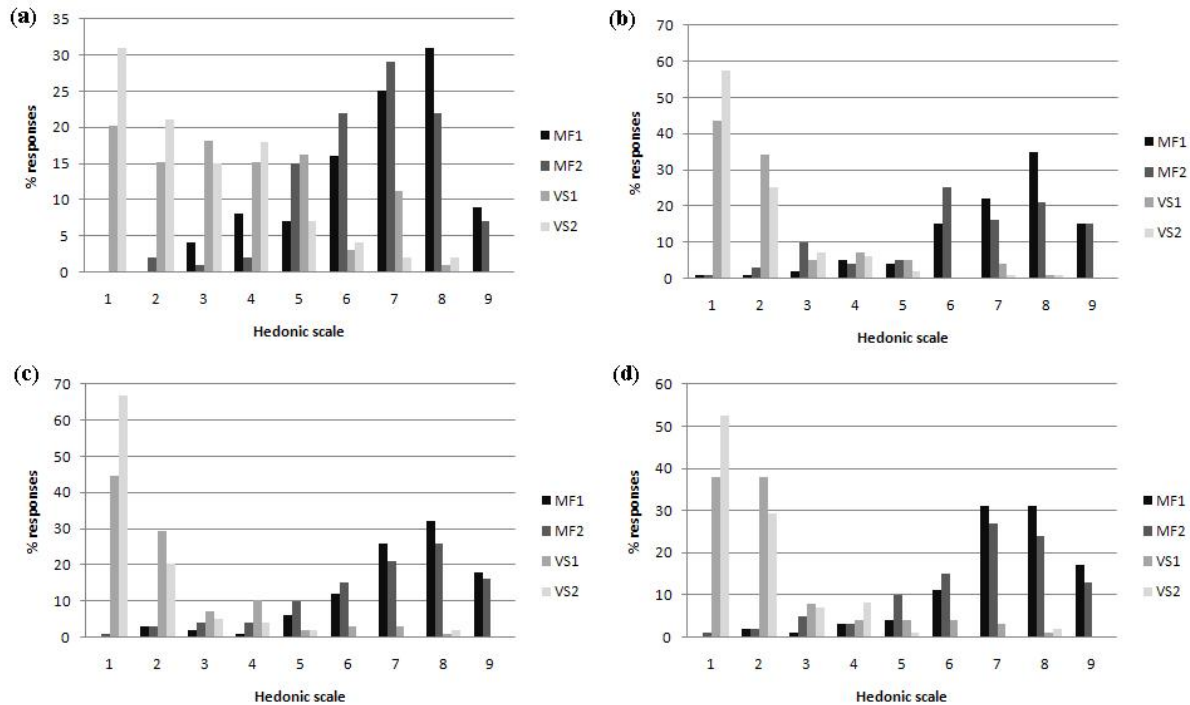 (a)
35
30
25
20
15
10
5
0
% responses
1 2 3 4 5 6 7 8 9
Hedonic scale
MF1
MF2
VS1
VS2
(b)
70
60
50
40
30
20
10
0
% responses
1 2 3 4 5 6 7 8 9
Hedonic scale
MF1
MF2
VS1
VS2
(c)
70
60
50
40
30
20
10
0
% responses
1 2 3 4 5 6 7 8 9
Hedonic scale
MF1
MF2
VS1
VS2
(d)
60
50
40
30
20
10
0
% responses
1 2 3 4 5 6 7 8 9
Hedonic scale
MF1
MF2
VS1
VS2